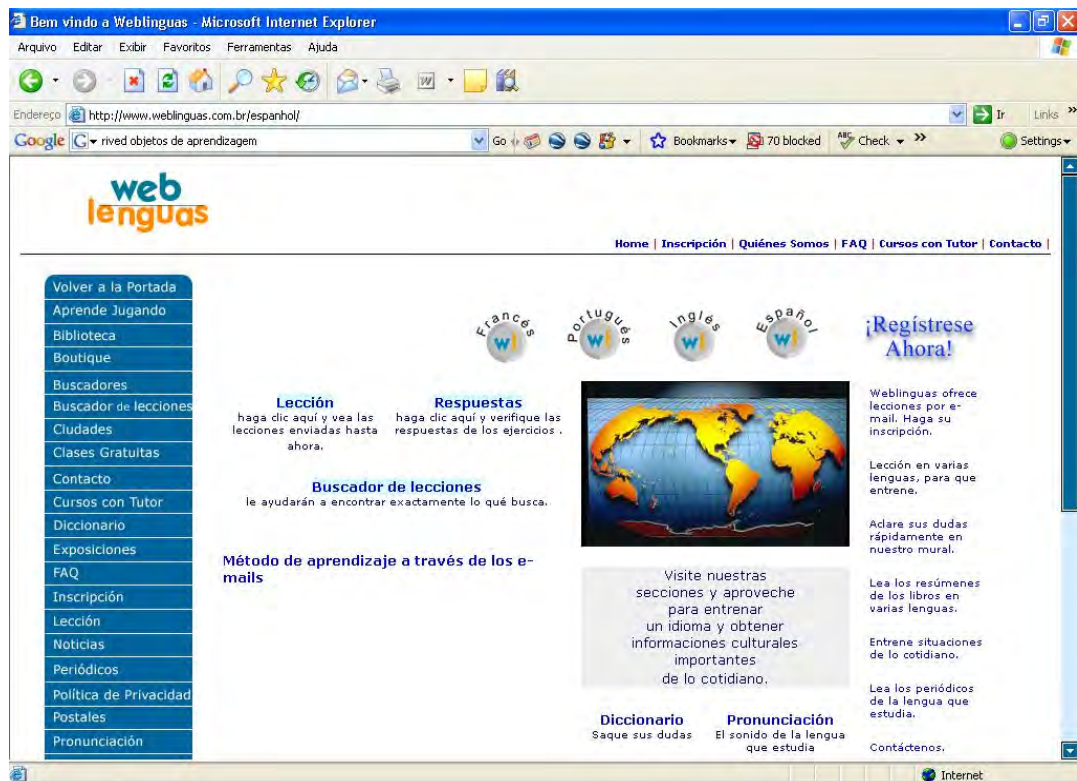 Bem vindo a Weblinguas - Microsoft Internet Explorer
Arquivo Editar Exibir Favoritos Ferramentas Ajuda
Endereço http://www.weblinguas.com.br/espanhol/ Ir Links »
Google G rived objetos de aprendizagem Go Bookmarks 70 blocked ABC Check » Settings
web
lenguas
Home | Inscripción | Quiénes Somos | FAQ | Cursos con Tutor | Contacto |
Volver a la Portada
Aprende Jugando
Biblioteca
Boutique
Buscadores
Buscador de lecciones
Ciudades
Clases Gratuitas
Contacto
Cursos con Tutor
Diccionario
Exposiciones
FAQ
Inscripción
Lección
Noticias
Periódicos
Política de Privacidad
Postales
Pronunciación
Francés wl
Portugués wl
Inglés wl
Español wl
Lección
haga clic aquí y vea las
lecciones enviadas hasta
ahora.
Respuestas
haga clic aquí y verifique las
respuestas de los ejercicios .
Buscador de lecciones
le ayudarán a encontrar exactamente lo qué busca.
Método de aprendizaje a través de los e-
mails
Visite nuestras
secciones y aproveche
para entrenar
un idioma y obtener
informaciones culturales
importantes
de lo cotidiano.
Diccionario
Saque sus dudas
Pronunciación
El sonido de la lengua
que estudia
¡Regístrese
Ahora!
Weblinguas ofrece
lecciones por e-
mail. Haga su
inscripción.
Lección en varias
lenguas, para que
entrene.
Aclare sus dudas
rápidamente en
nuestro mural.
Lea los resúmenes
de los libros en
varias lenguas.
Entrene situaciones
de lo cotidiano.
Lea los periódicos
de la lengua que
estudia.
Contáctenos.
Internet